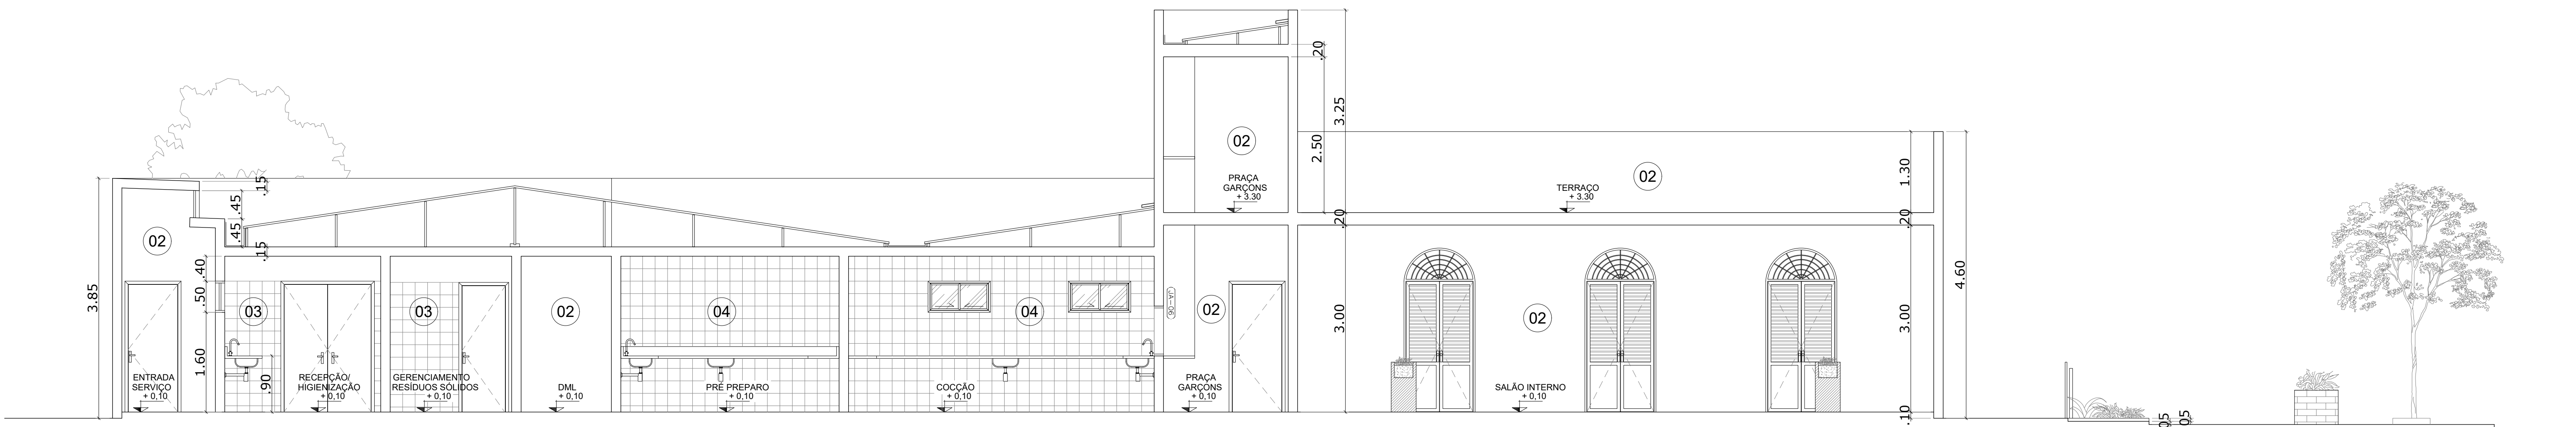 3.85
02
ENTRADA
SERVIÇO
+ 0,10
.15
.45
.45
.15
.40
.50
1.60
03
.90
RECEPÇÃO/
HIGIENIZAÇÃO
+ 0,10
03
GERENCIAMENTO
RESÍDUOS SÓLIDOS
+ 0,10
02
DML
+ 0,10
04
PRÉ PREPARO
+ 0,10
04
COCÇÃO
+ 0,10
02
PRAÇA
GARÇONS
+ 3.30
JA-06
02
PRAÇA
GARÇONS
+ 0,10
.20
3.25
2.50
.20
3.00
02
TERRAÇO
+ 3.30
02
SALÃO INTERNO
+ 0,10
1.30
.20
3.00
.10
4.60
05
05